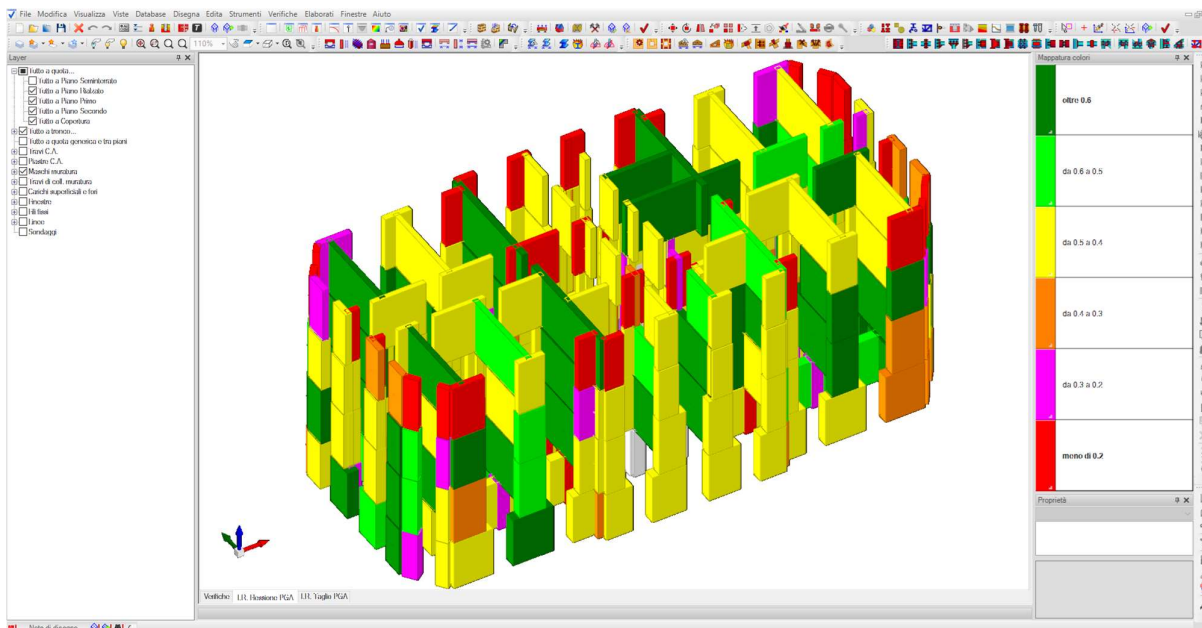 File Modifica Visualizza Viste Database Disegna Edita Strumenti Verifiche Elaborati Finestre Aiuto
110%
Layer
Tutto a quota...
Tutto a Piano Seminterrato
Tutto a Piano Rialzato
Tutto a Piano Primo
Tutto a Piano Secondo
Tutto a Copertura
Tutto a tronco...
Tutto a quota generica e tra piani
Travi C.A.
Piastre C.A.
Maschi muratura
Travi di coll. muratura
Carichi superficiali e fori
Finestre
Fili fissi
Linee
Sondaggi
Mappatura colori
oltre 0.6
da 0.6 a 0.5
da 0.5 a 0.4
da 0.4 a 0.3
da 0.3 a 0.2
meno di 0.2
Proprietà
Verifiche
I.R. Flessione PGA
I.R. Taglio PGA
Note di disegno